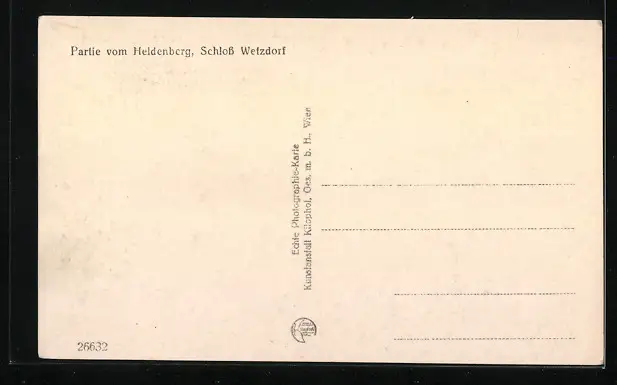 Partie vom Heldenberg, Schloß Wetzdorf
Echte Photographie-Karte
Kunstanstalt Kilophot, Ges. m. b. H., Wien
26632